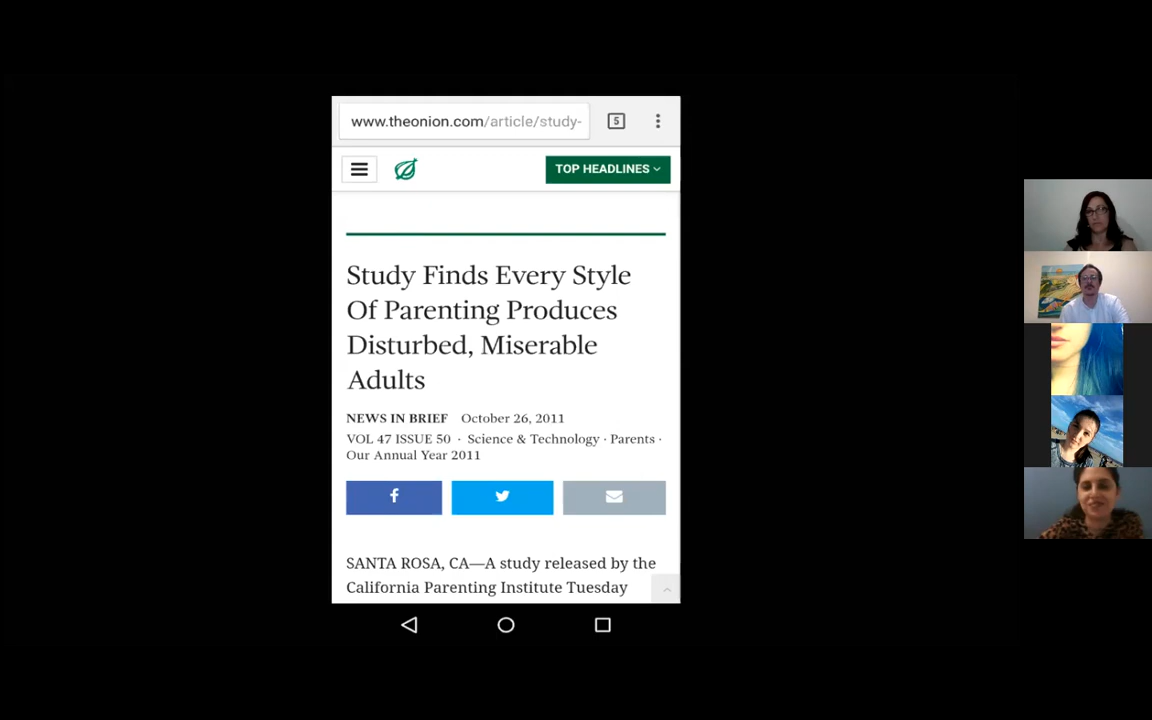 www.theonion.com/article/study-
5
TOP HEADLINES
Study Finds Every Style
Of Parenting Produces
Disturbed, Miserable
Adults
NEWS IN BRIEF October 26, 2011
VOL 47 ISSUE 50 · Science & Technology · Parents ·
Our Annual Year 2011
SANTA ROSA, CA—A study released by the
California Parenting Institute Tuesday